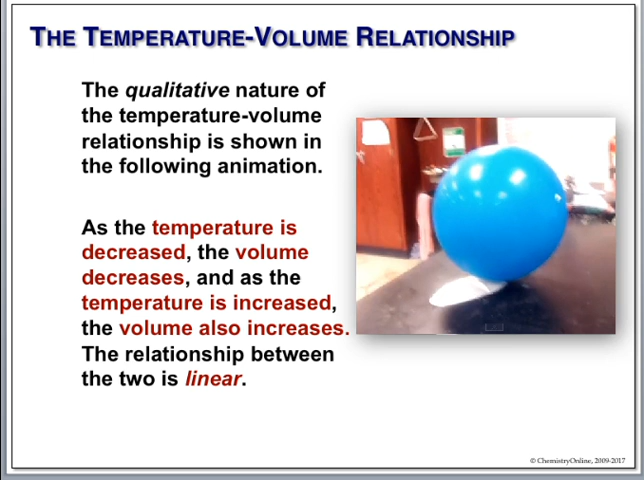 THE TEMPERATURE-VOLUME RELATIONSHIP
The qualitative nature of
the temperature-volume
relationship is shown in
the following animation.
As the temperature is
decreased, the volume
decreases, and as the
temperature is increased,
the volume also increases.
The relationship between
the two is linear.
© ChemistryOnline, 2009-2017